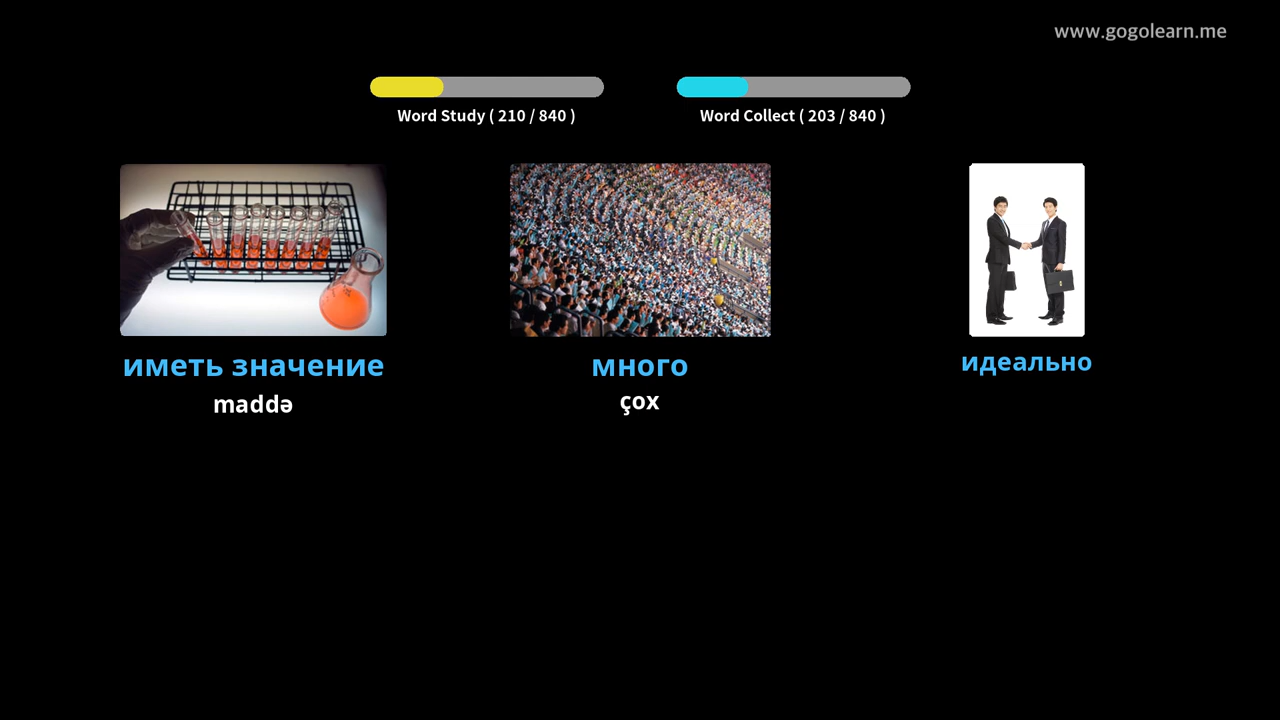 www.gogolearn.me
Word Study ( 210 / 840 )
Word Collect ( 203 / 840 )
иметь значение
maddə
много
çox
идеально